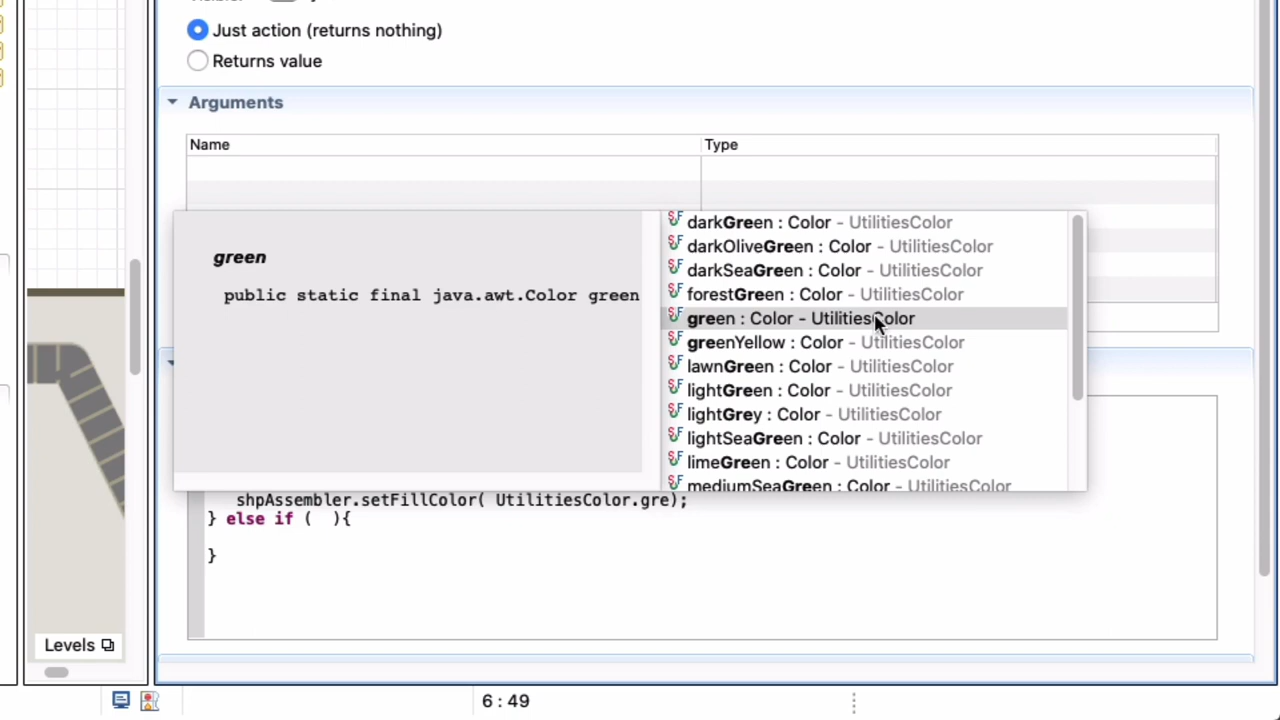 Just action (returns nothing)
Returns value
Arguments
Name Type
green
public static final java.awt.Color green
darkGreen : Color - UtilitiesColor
darkOliveGreen : Color - UtilitiesColor
darkSeaGreen : Color - UtilitiesColor
forestGreen : Color - UtilitiesColor
green : Color - UtilitiesColor
greenYellow : Color - UtilitiesColor
lawnGreen : Color - UtilitiesColor
lightGreen : Color - UtilitiesColor
lightGrey : Color - UtilitiesColor
lightSeaGreen : Color - UtilitiesColor
limeGreen : Color - UtilitiesColor
mediumSeaGreen : Color - UtilitiesColor
shpAssembler.setFillColor( UtilitiesColor.gre);
} else if (  ){
}
Levels
6 : 49